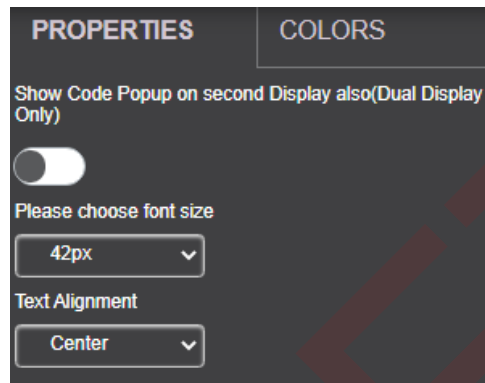 PROPERTIES COLORS
Show Code Popup on second Display also(Dual Display
Only)
Please choose font size
42px
Text Alignment
Center